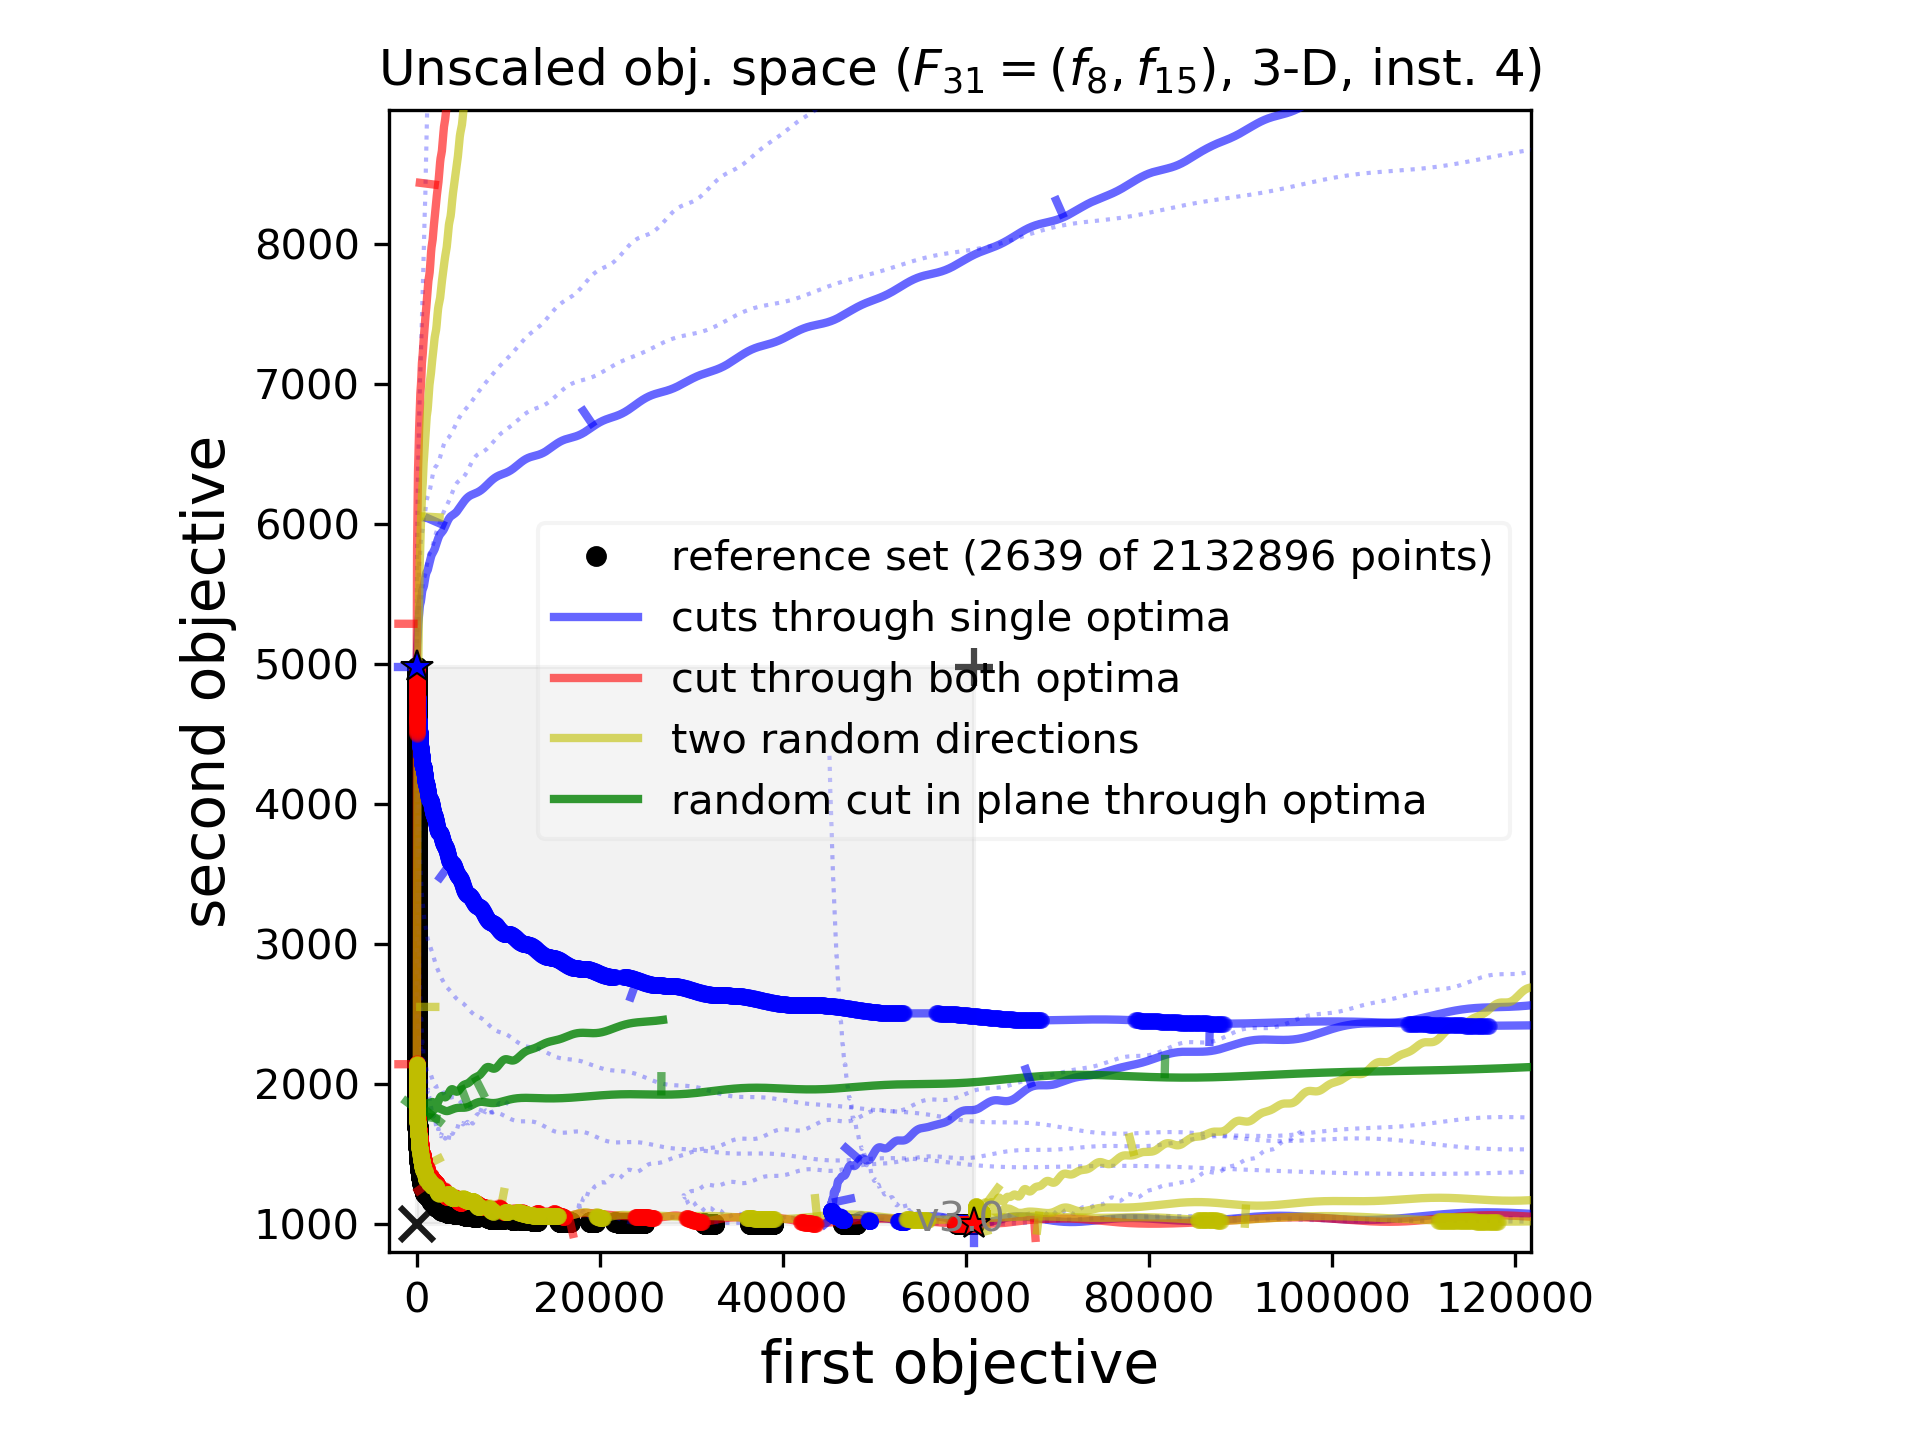 Unscaled obj. space (F31 = (f8, f15), 3-D, inst. 4)
8000
7000
6000
5000
4000
3000
2000
1000
second objective
reference set (2639 of 2132896 points)
cuts through single optima
cut through both optima
two random directions
random cut in plane through optima
0
20000
40000
60000
80000
100000
120000
first objective